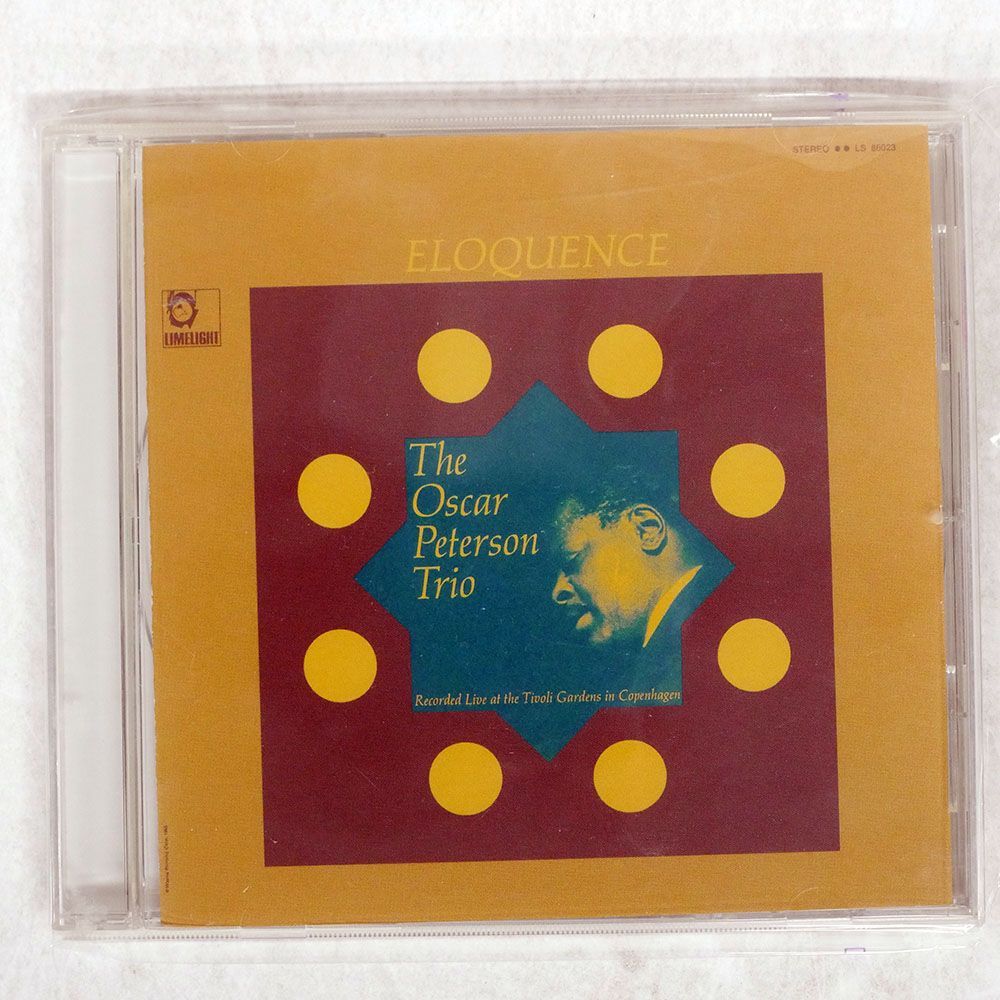 STEREO ●● LS 86023
ELOQUENCE
LIMELIGHT
The
Oscar
Peterson
Trio
Recorded Live at the Tivoli Gardens in Copenhagen